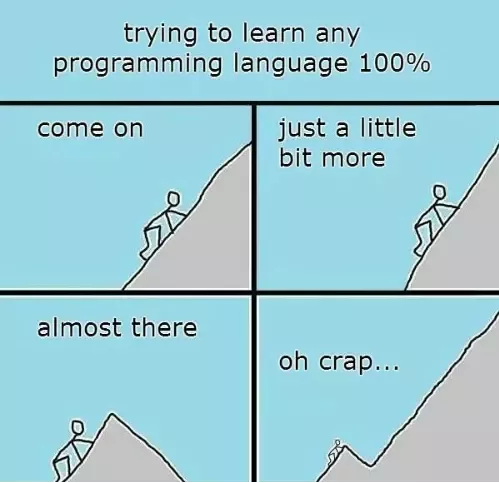 trying to learn any
programming language 100%
come on
just a little
bit more
almost there
oh crap...